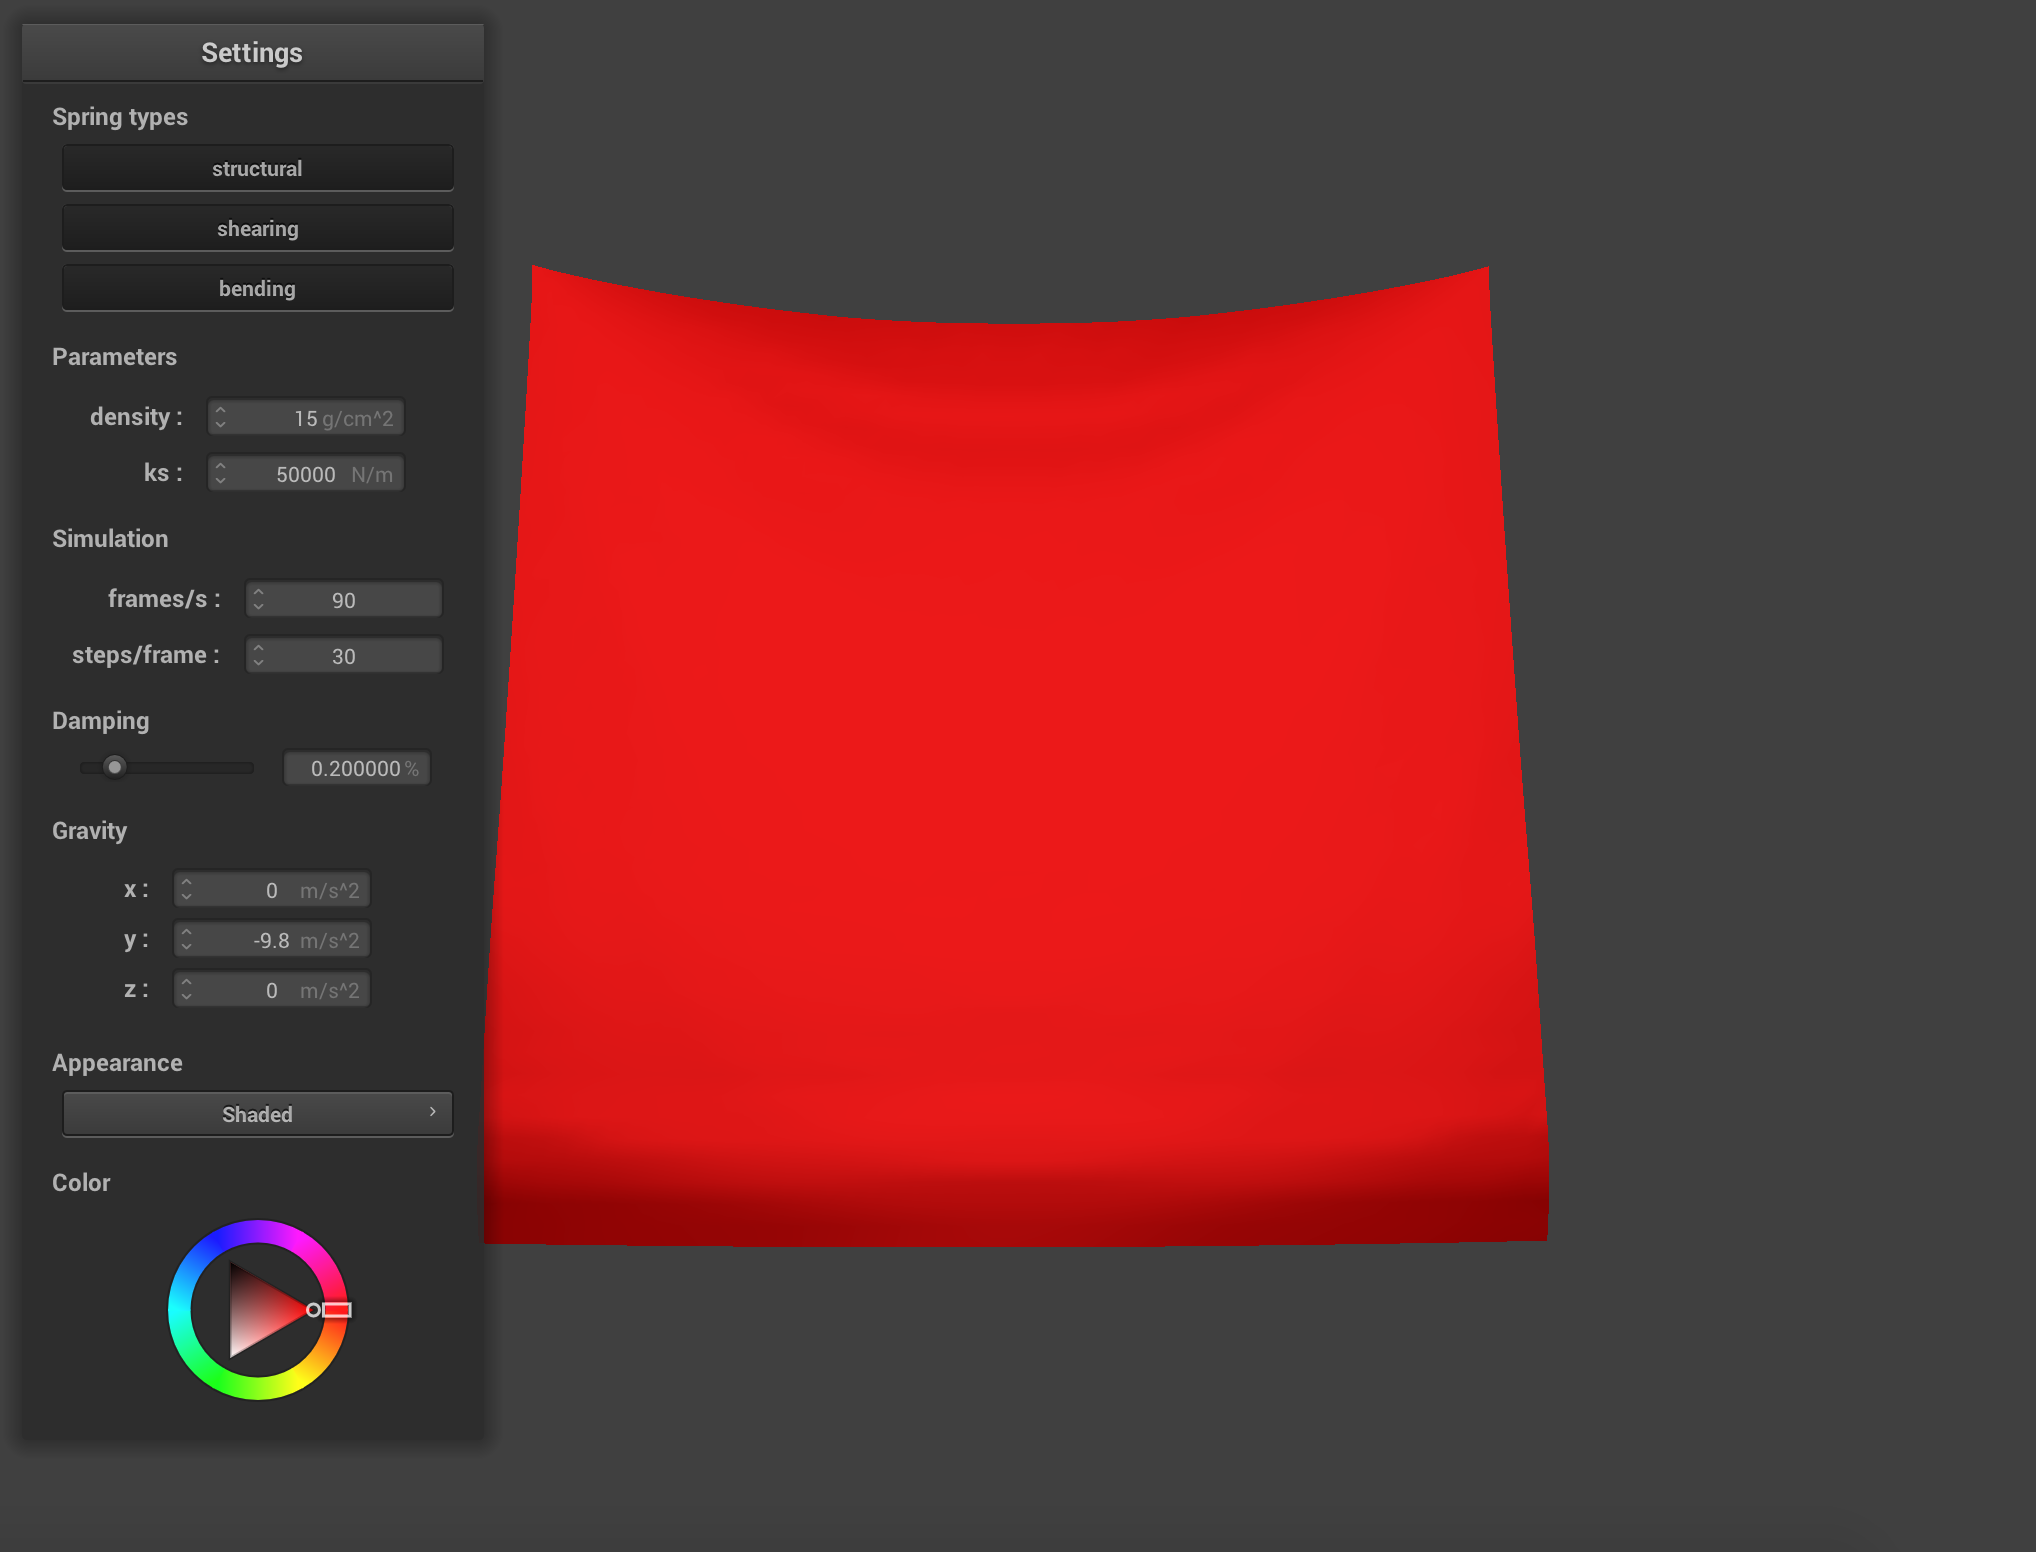 Settings
Spring types
structural
shearing
bending
Parameters
density : 15 g/cm^2
ks : 50000 N/m
Simulation
frames/s : 90
steps/frame : 30
Damping
0.200000 %
Gravity
x : 0 m/s^2
y : -9.8 m/s^2
z : 0 m/s^2
Appearance
Shaded
Color